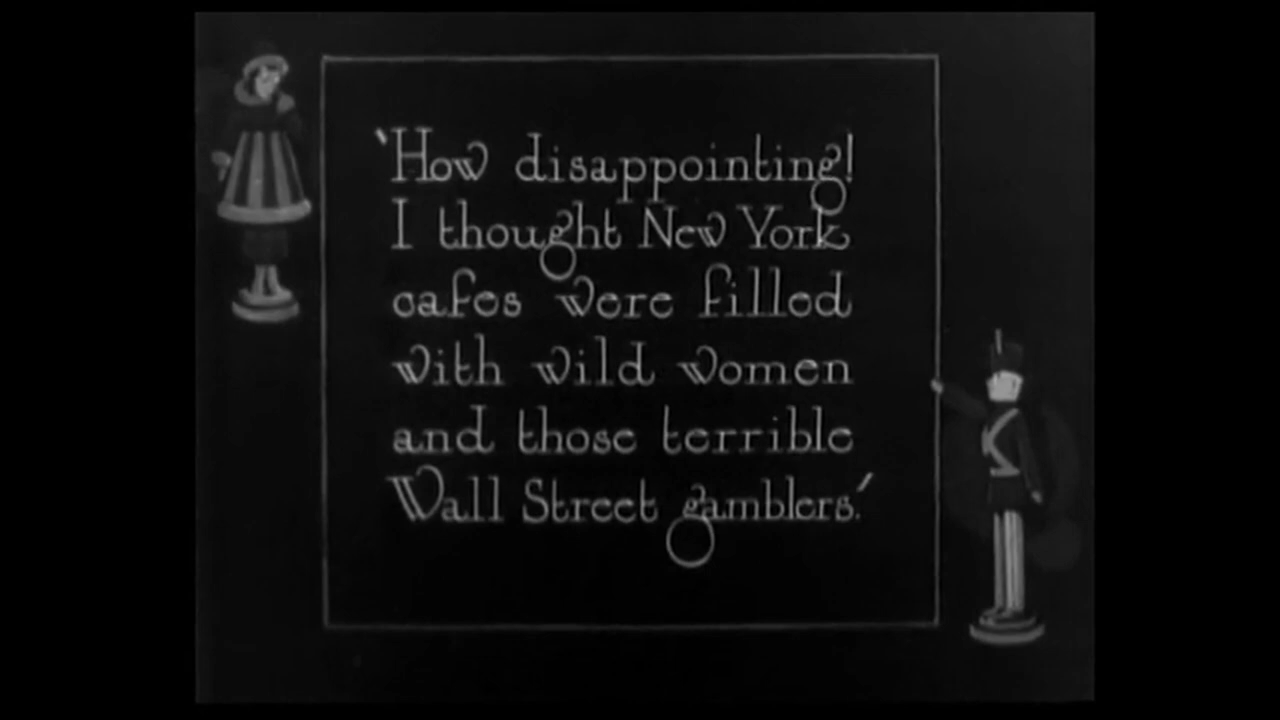 'How disappointing!
I thought New York
cafes were filled
with wild women
and those terrible
Wall Street gamblers.'